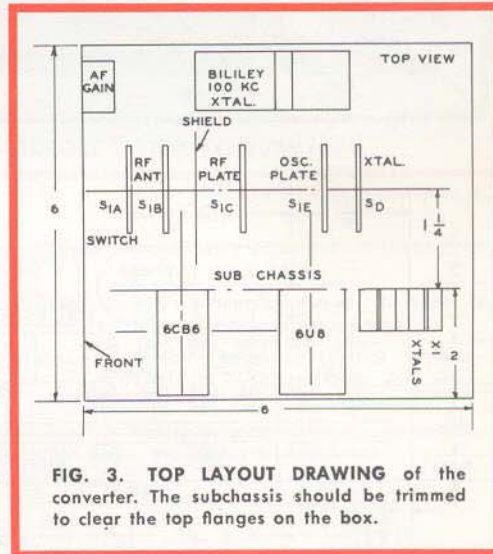 TOP VIEW
AF
GAIN
BLILEY
100 KC
XTAL.
SHIELD
RF
ANT
RF
PLATE
OSC.
PLATE
XTAL.
S1A
S1B
S1C
S1E
SD
SWITCH
6
1 1/4
SUB CHASSIS
6CB6
6U8
X1
XTALS
2
FRONT
6
FIG. 3. TOP LAYOUT DRAWING of the
converter. The subchassis should be trimmed
to clear the top flanges on the box.